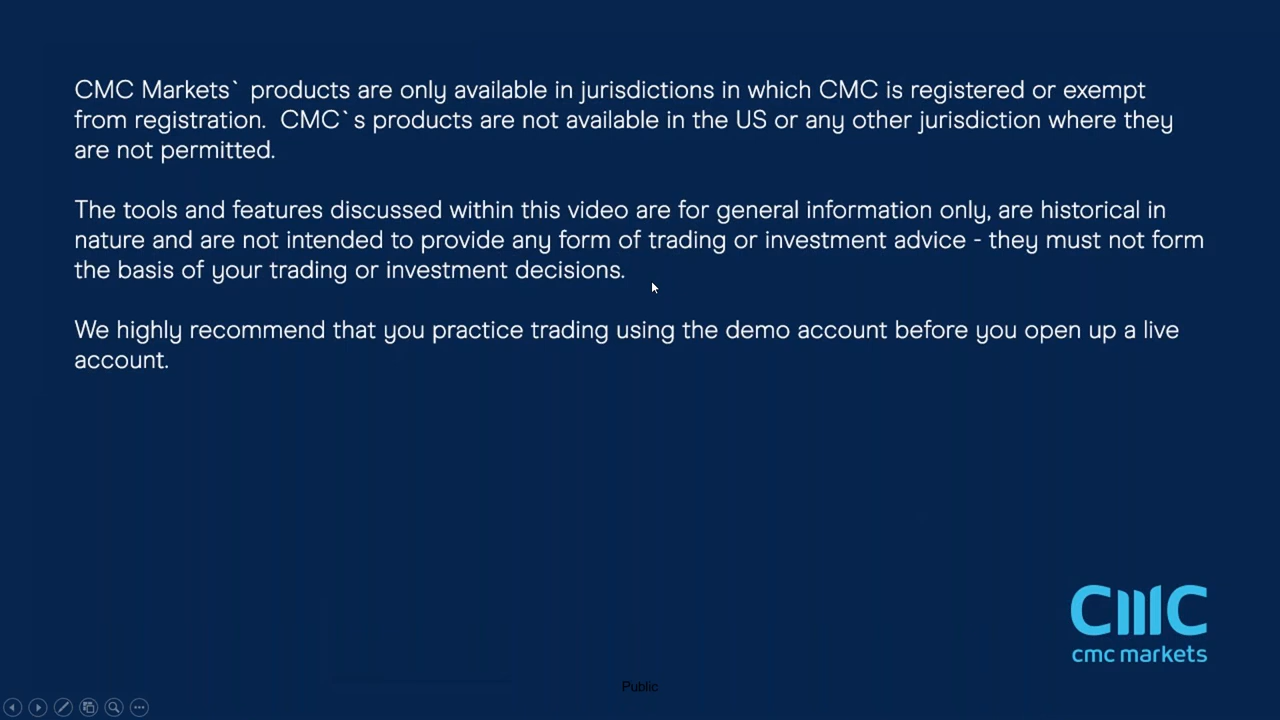 CMC Markets` products are only available in jurisdictions in which CMC is registered or exempt
from registration.  CMC`s products are not available in the US or any other jurisdiction where they
are not permitted.
The tools and features discussed within this video are for general information only, are historical in
nature and are not intended to provide any form of trading or investment advice - they must not form
the basis of your trading or investment decisions.
We highly recommend that you practice trading using the demo account before you open up a live
account.
CMC
cmc markets
Public